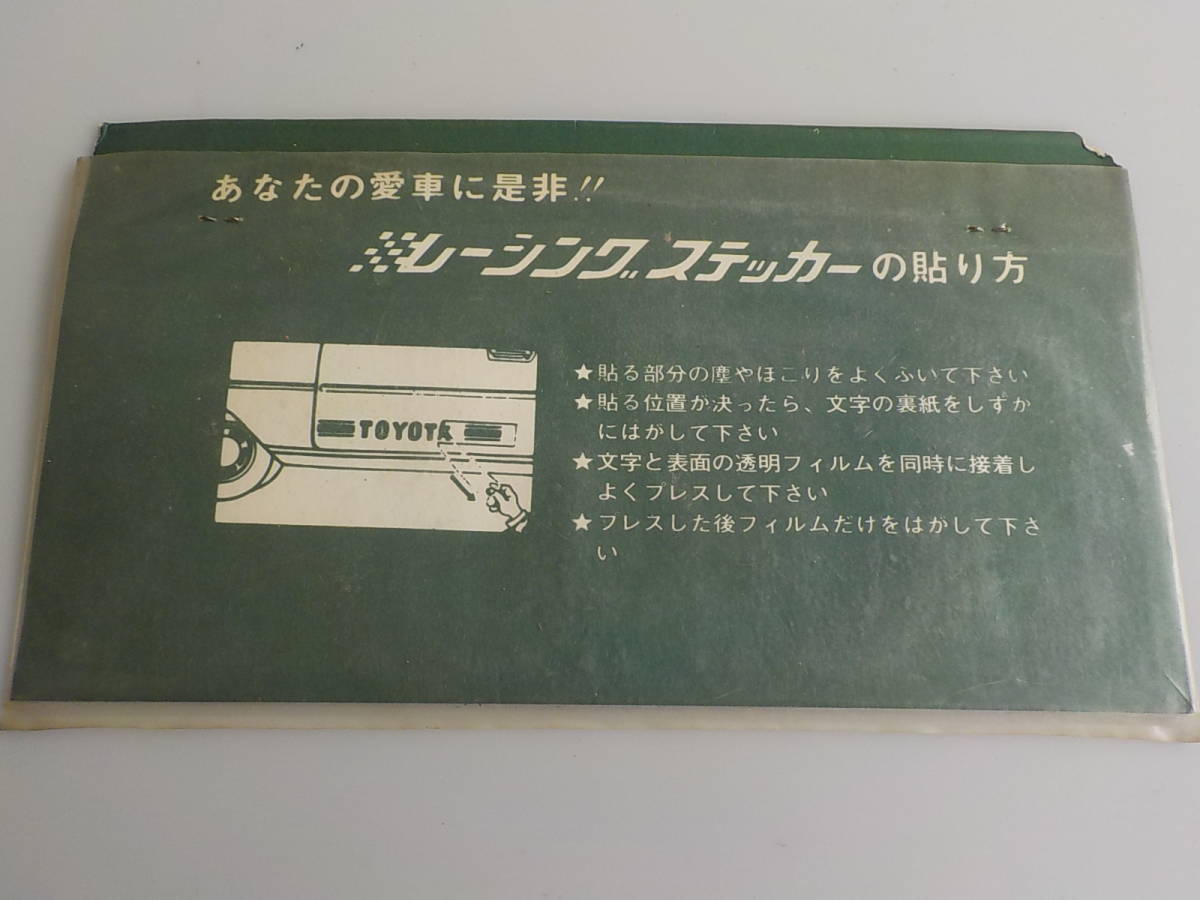 あなたの愛車に是非!!
レーシングステッカーの貼り方
TOYOTA
★貼る部分の塵やほこりをよくふいて下さい
★貼る位置が決ったら、文字の裏紙をしずか
にはがして下さい
★文字と表面の透明フィルムを同時に接着し
よくプレスして下さい
★プレスした後フィルムだけをはがして下さ
い